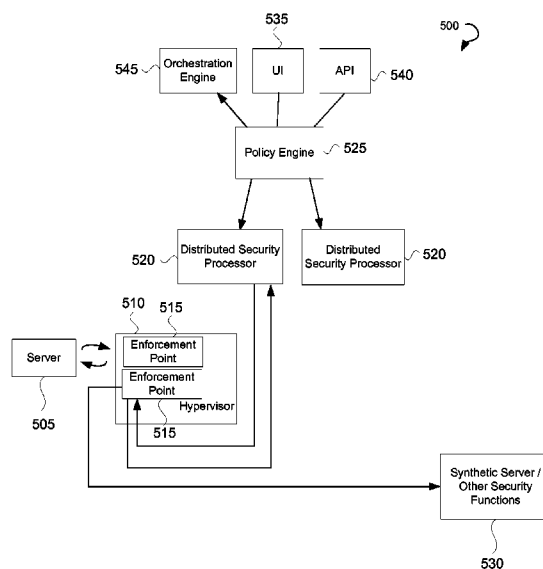 535
500
545
Orchestration
Engine
UI
API
540
Policy Engine
525
Distributed Security
Processor
520
Distributed
Security Processor
520
510
515
Enforcement
Point
Server
505
Enforcement
Point
Hypervisor
515
Synthetic Server /
Other Security
Functions
530